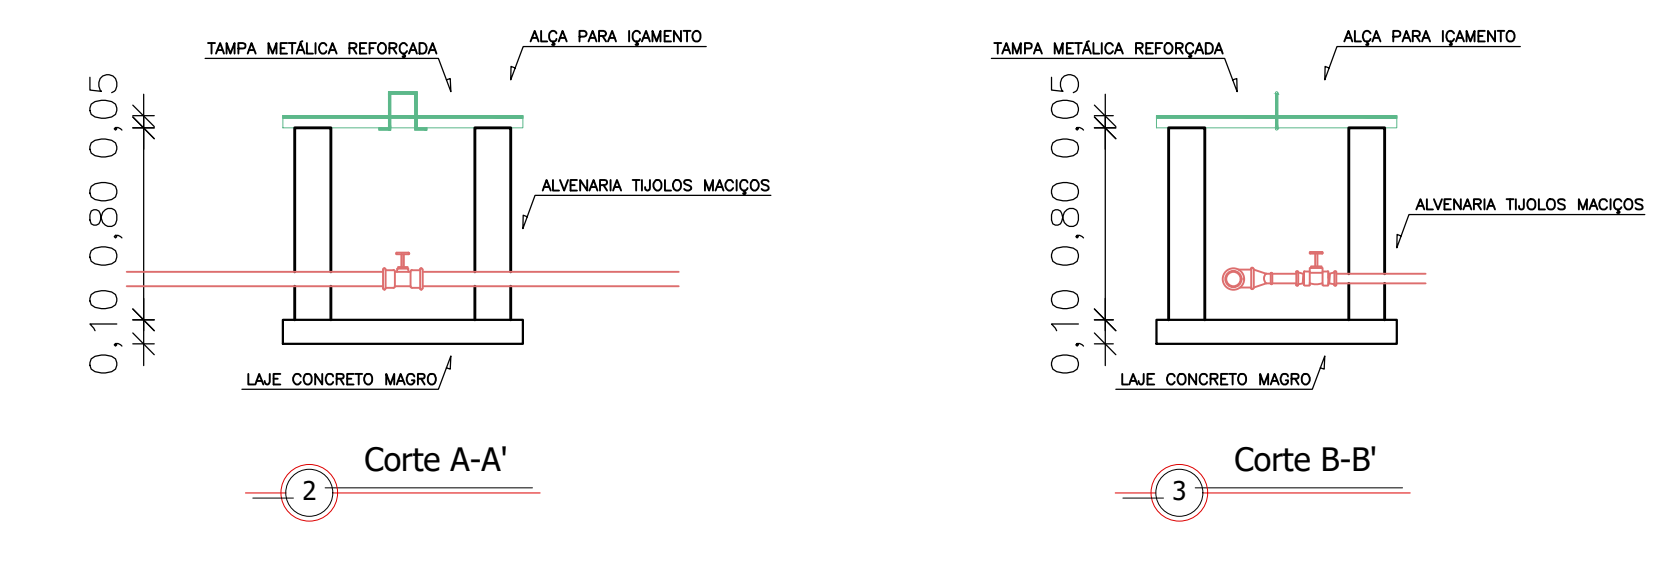 TAMPA METÁLICA REFORÇADA
ALÇA PARA IÇAMENTO
0,10 0,80 0,05
ALVENARIA TIJOLOS MACIÇOS
LAJE CONCRETO MAGRO
Corte A-A'
2
TAMPA METÁLICA REFORÇADA
ALÇA PARA IÇAMENTO
0,10 0,80 0,05
ALVENARIA TIJOLOS MACIÇOS
LAJE CONCRETO MAGRO
Corte B-B'
3